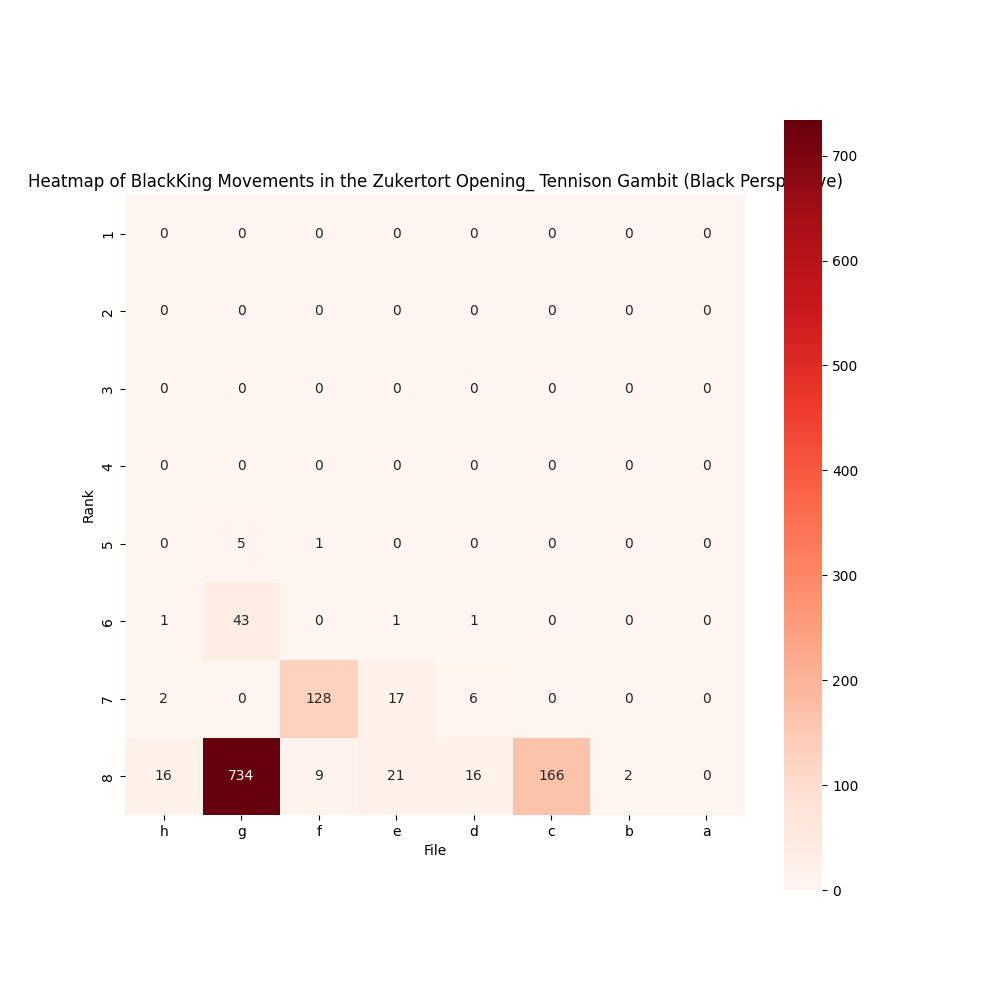 Heatmap of BlackKing Movements in the Zukertort Opening_ Tennison Gambit (Black Persp ve)
700
1 0 0 0 0 0 0 0 0
600
2 0 0 0 0 0 0 0 0
3 0 0 0 0 0 0 0 0
500
4 0 0 0 0 0 0 0 0
400
Rank
5 0 5 1 0 0 0 0 0
300
6 1 43 0 1 1 0 0 0
200
7 2 0 128 17 6 0 0 0
8 16 734 9 21 16 166 2 0
100
h g f e d c b a
File
0